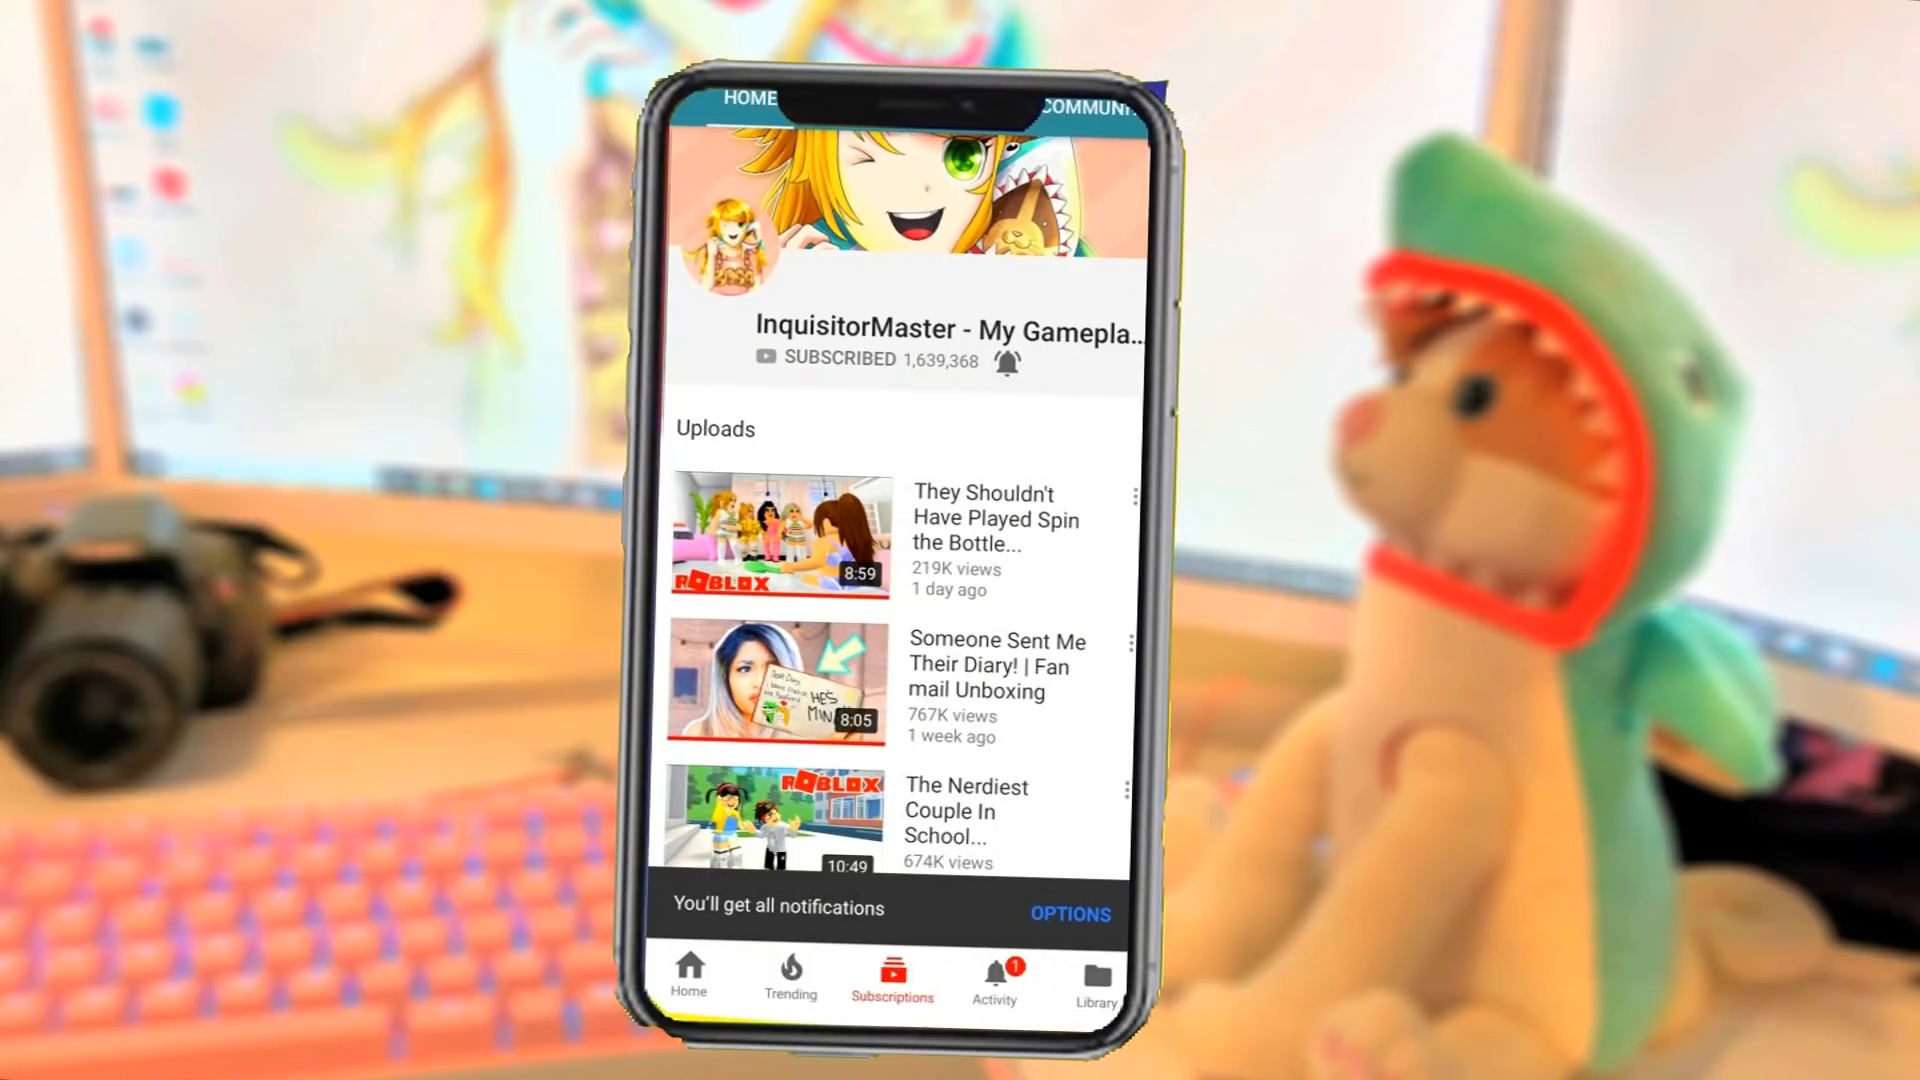 HOME
COMMUNI
InquisitorMaster - My Gamepla...
SUBSCRIBED 1,639,368
Uploads
They Shouldn't
Have Played Spin
the Bottle...
219K views
1 day ago
ROBLOX
8:59
Someone Sent Me
Their Diary! | Fan
mail Unboxing
767K views
1 week ago
Dear Diary,
HE'S
MIN
8:05
The Nerdiest
Couple In
School...
674K views
ROBLOX
10:49
You'll get all notifications
OPTIONS
1
Home
Trending
Subscriptions
Activity
Library